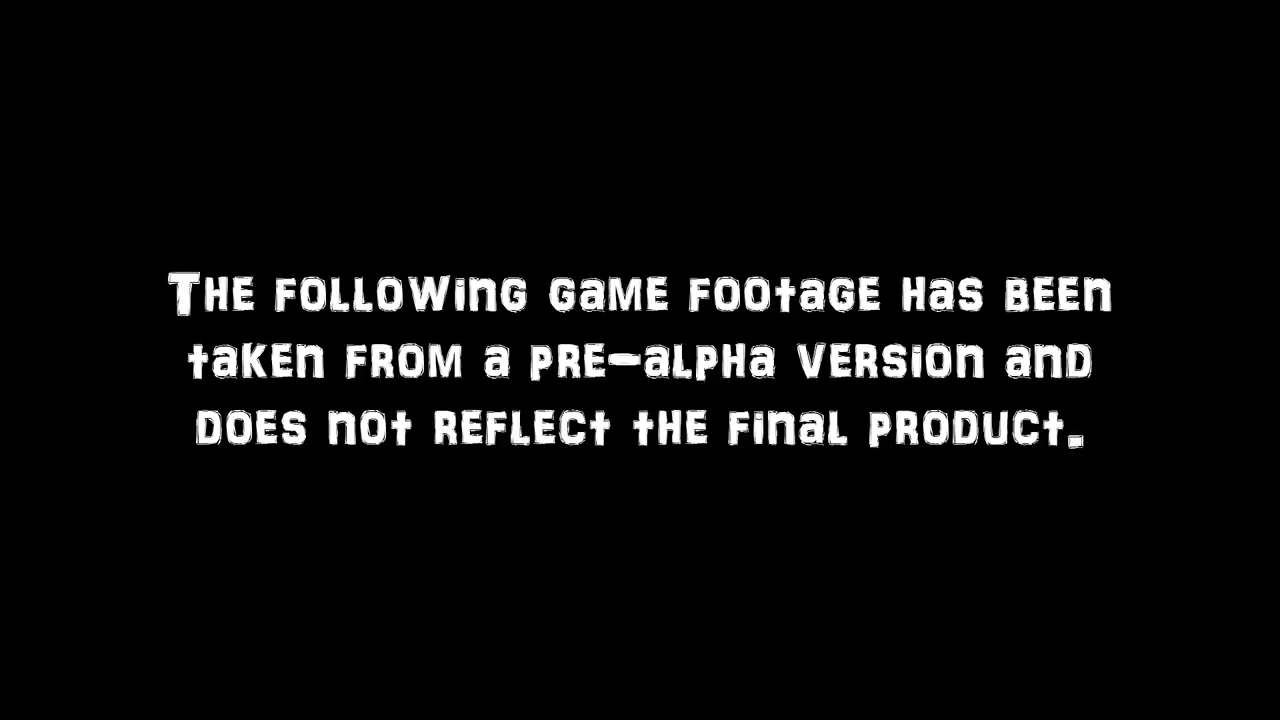 The following game footage has been
taken from a pre-alpha version and
does not reflect the final product.